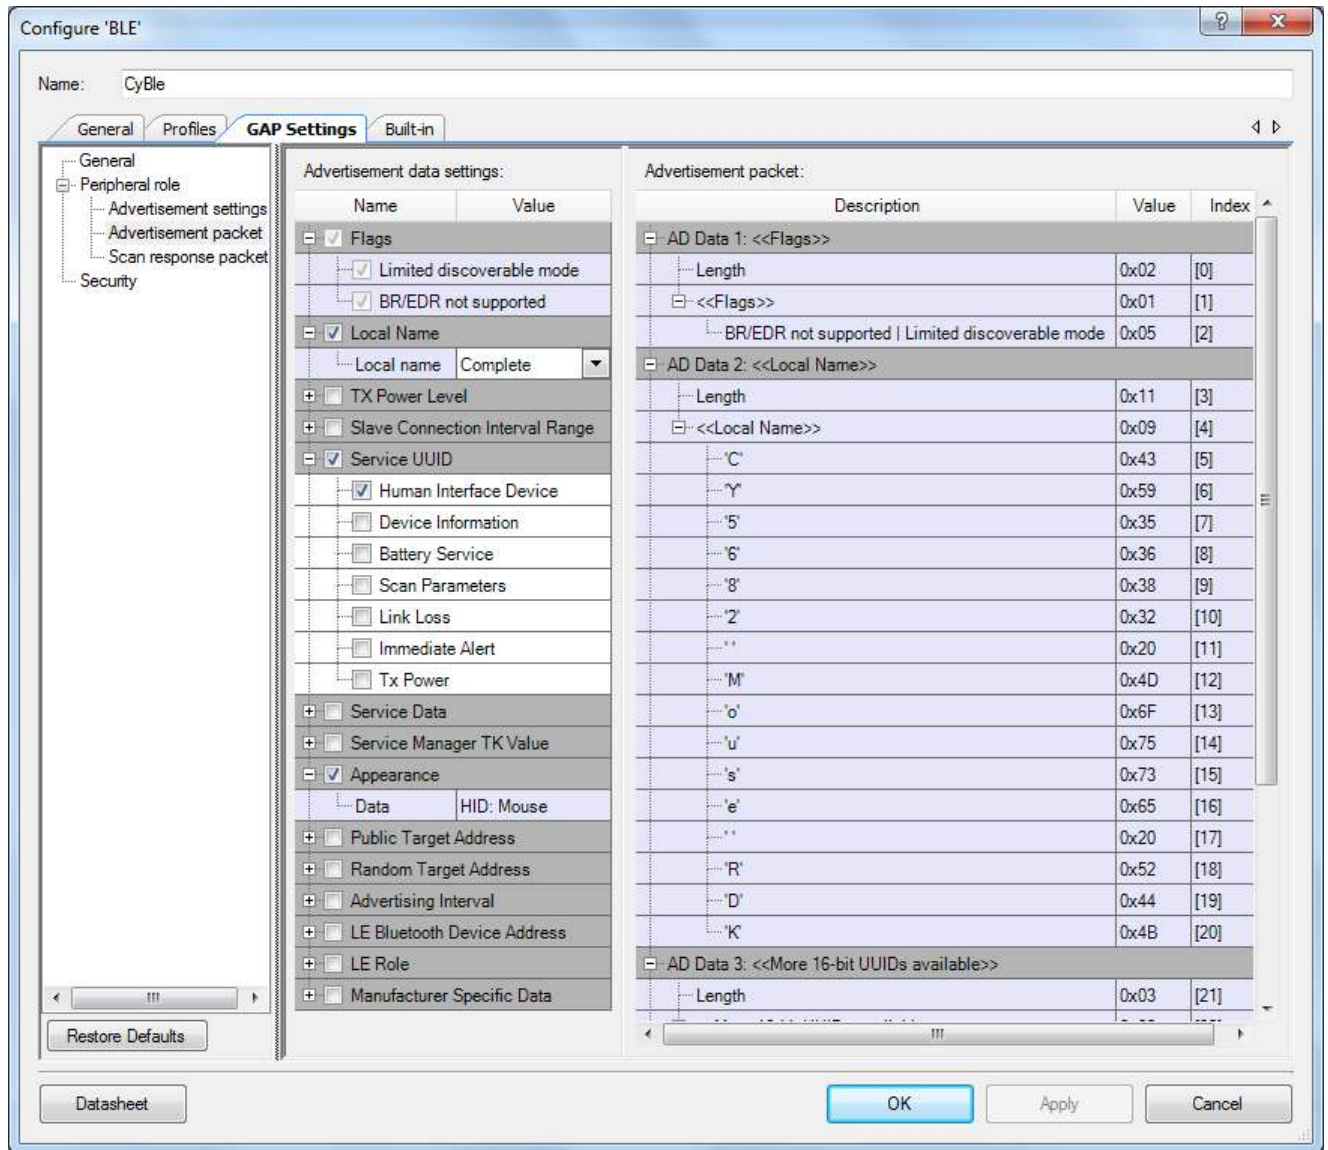 Configure 'BLE'
Name: CyBle
General Profiles GAP Settings Built-in
General
Peripheral role
Advertisement settings
Advertisement packet
Scan response packet
Security
Restore Defaults
Advertisement data settings:
Name Value
Flags
Limited discoverable mode
BR/EDR not supported
Local Name
Local name Complete
TX Power Level
Slave Connection Interval Range
Service UUID
Human Interface Device
Device Information
Battery Service
Scan Parameters
Link Loss
Immediate Alert
Tx Power
Service Data
Service Manager TK Value
Appearance
Data HID: Mouse
Public Target Address
Random Target Address
Advertising Interval
LE Bluetooth Device Address
LE Role
Manufacturer Specific Data
Advertisement packet:
Description Value Index
AD Data 1: <<Flags>>
Length 0x02 [0]
<<Flags>> 0x01 [1]
BR/EDR not supported | Limited discoverable mode 0x05 [2]
AD Data 2: <<Local Name>>
Length 0x11 [3]
<<Local Name>> 0x09 [4]
'C' 0x43 [5]
'Y' 0x59 [6]
'5' 0x35 [7]
'6' 0x36 [8]
'8' 0x38 [9]
'2' 0x32 [10]
' ' 0x20 [11]
'M' 0x4D [12]
'o' 0x6F [13]
'u' 0x75 [14]
's' 0x73 [15]
'e' 0x65 [16]
' ' 0x20 [17]
'R' 0x52 [18]
'D' 0x44 [19]
'K' 0x4B [20]
AD Data 3: <<More 16-bit UUIDs available>>
Length 0x03 [21]
Datasheet OK Apply Cancel